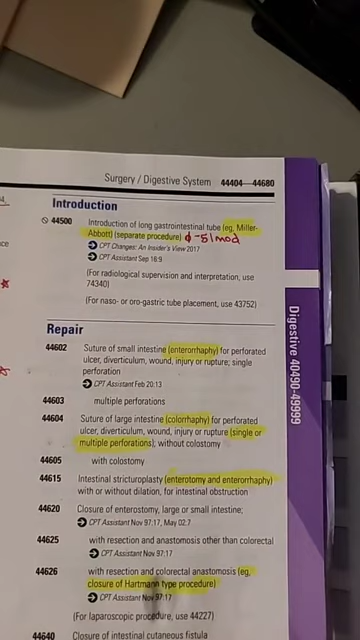 Surgery / Digestive System 44404 — 44680
Introduction
44500 Introduction of long gastrointestinal tube (eg, Miller-
Abbott) (separate procedure) ϕ -51 mod
CPT Changes: An Insider's View 2017
CPT Assistant Sep 16:9
(For radiological supervision and interpretation, use
74340)
(For naso- or oro-gastric tube placement, use 43752)
Repair
44602 Suture of small intestine (enterorrhaphy) for perforated
ulcer, diverticulum, wound, injury or rupture; single
perforation
CPT Assistant Feb 20:13
44603 multiple perforations
44604 Suture of large intestine (colorrhaphy) for perforated
ulcer, diverticulum, wound, injury or rupture (single or
multiple perforations); without colostomy
44605 with colostomy
44615 Intestinal stricturoplasty (enterotomy and enterorrhaphy)
with or without dilation, for intestinal obstruction
44620 Closure of enterostomy, large or small intestine;
CPT Assistant Nov 97:17, May 02:7
44625 with resection and anastomosis other than colorectal
CPT Assistant Nov 97:17
44626 with resection and colorectal anastomosis (eg,
closure of Hartmann type procedure)
CPT Assistant Nov 97:17
(For laparoscopic procedure, use 44227)
44640 Closure of intestinal cutaneous fistula
Digestive 40490-49999